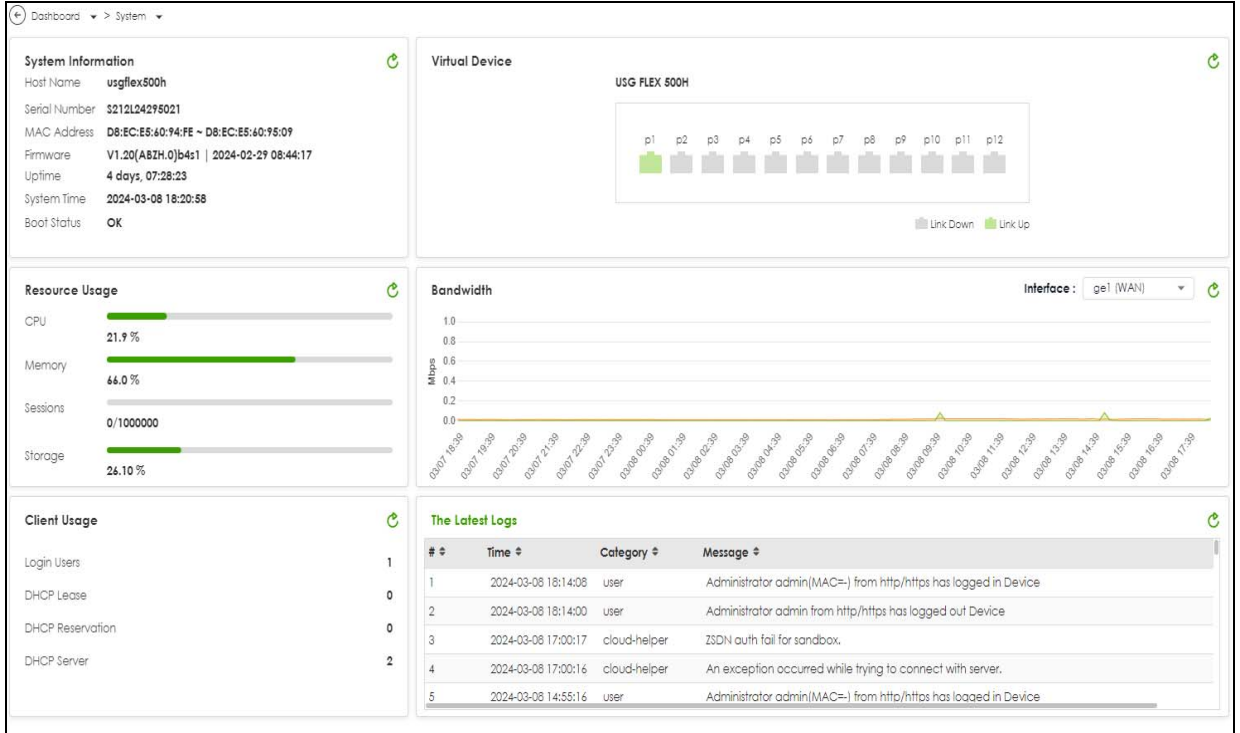 Dashboard > System
System Information
Host Name usgflex500h
Serial Number S212L24295021
MAC Address D8:EC:E5:60:94:FE ~ D8:EC:E5:60:95:09
Firmware V1.20(ABZH.0)b4s1 | 2024-02-29 08:44:17
Uptime 4 days, 07:28:23
System Time 2024-03-08 18:20:58
Boot Status OK
Virtual Device
USG FLEX 500H
p1 p2 p3 p4 p5 p6 p7 p8 p9 p10 p11 p12
Link Down Link Up
Resource Usage
CPU
21.9 %
Memory
66.0 %
Sessions
0/1000000
Storage
26.10 %
Bandwidth
Interface : ge1 (WAN)
Mbps
1.0
0.8
0.6
0.4
0.2
0.0
03/07 18:39 03/07 19:39 03/07 20:39 03/07 21:39 03/07 22:39 03/07 23:39 03/08 00:39 03/08 01:39 03/08 02:39 03/08 03:39 03/08 04:39 03/08 05:39 03/08 06:39 03/08 07:39 03/08 08:39 03/08 09:39 03/08 10:39 03/08 11:39 03/08 12:39 03/08 13:39 03/08 14:39 03/08 15:39 03/08 16:39 03/08 17:39
Client Usage
Login Users 1
DHCP Lease 0
DHCP Reservation 0
DHCP Server 2
The Latest Logs
# Time Category Message
1 2024-03-08 18:14:08 user Administrator admin(MAC=-) from http/https has logged in Device
2 2024-03-08 18:14:00 user Administrator admin from http/https has logged out Device
3 2024-03-08 17:00:17 cloud-helper ZSDN auth fail for sandbox.
4 2024-03-08 17:00:16 cloud-helper An exception occurred while trying to connect with server.
5 2024-03-08 14:55:16 user Administrator admin(MAC=-) from http/https has logged in Device